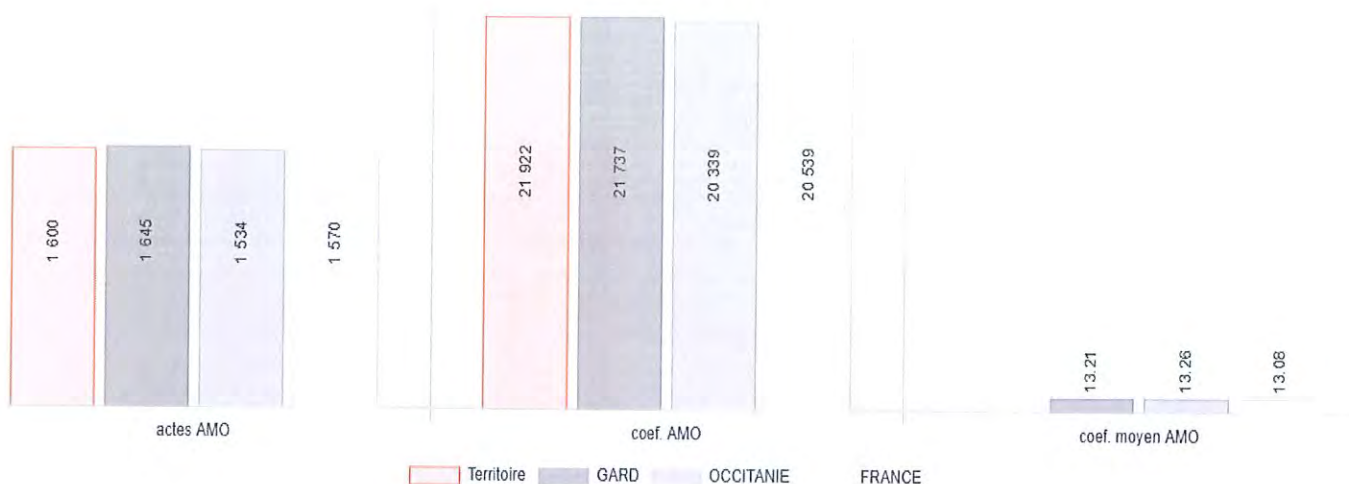 1 600
1 645
1 534
1 570
21 922
21 737
20 339
20 539
13.21
13.26
13.08
actes AMO
coef. AMO
coef. moyen AMO
Territoire GARD OCCITANIE FRANCE